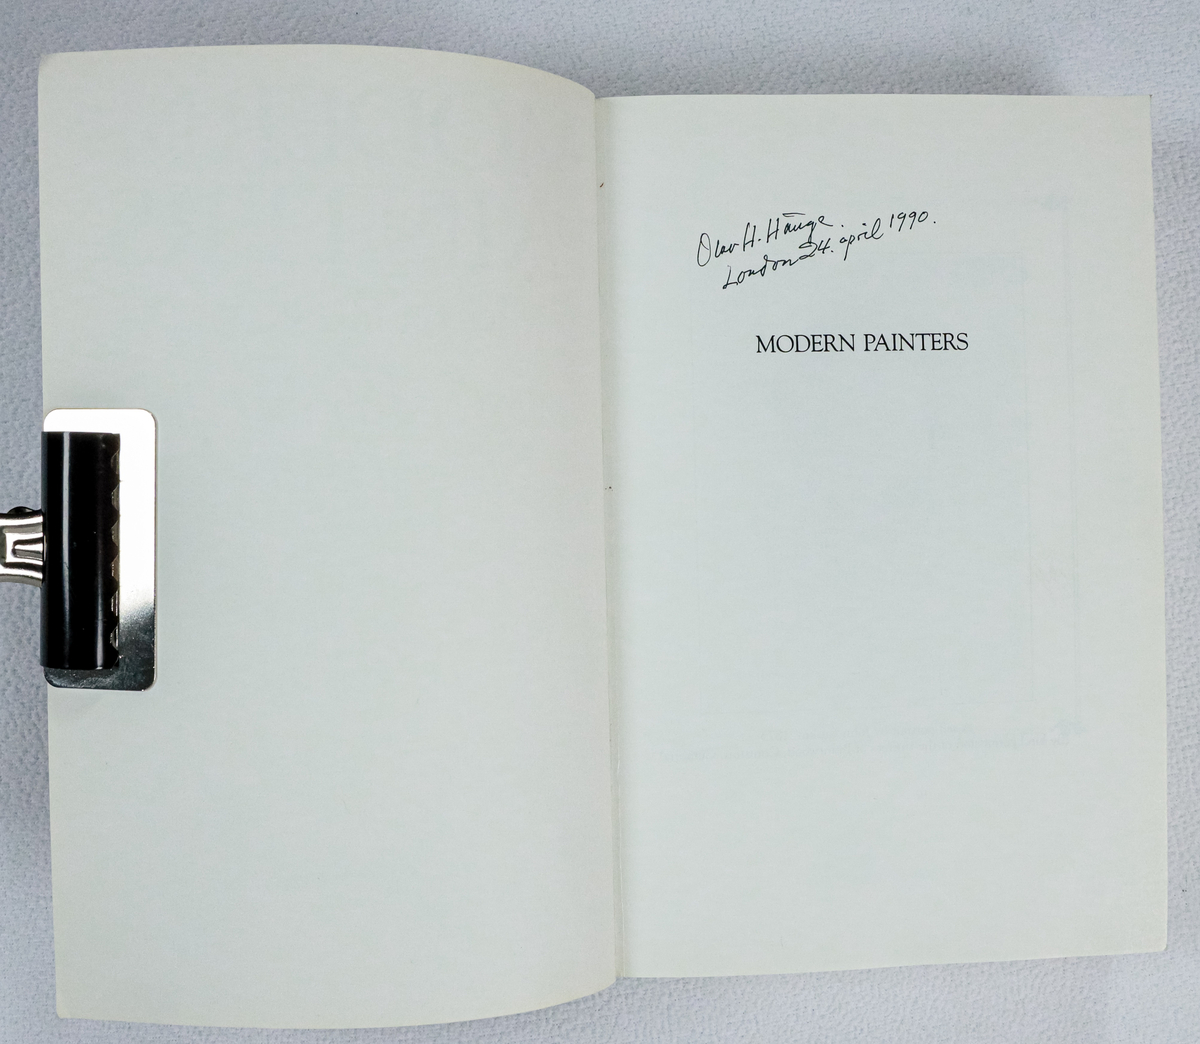 Olav H. Hauge.
London 24. april 1990.
MODERN PAINTERS